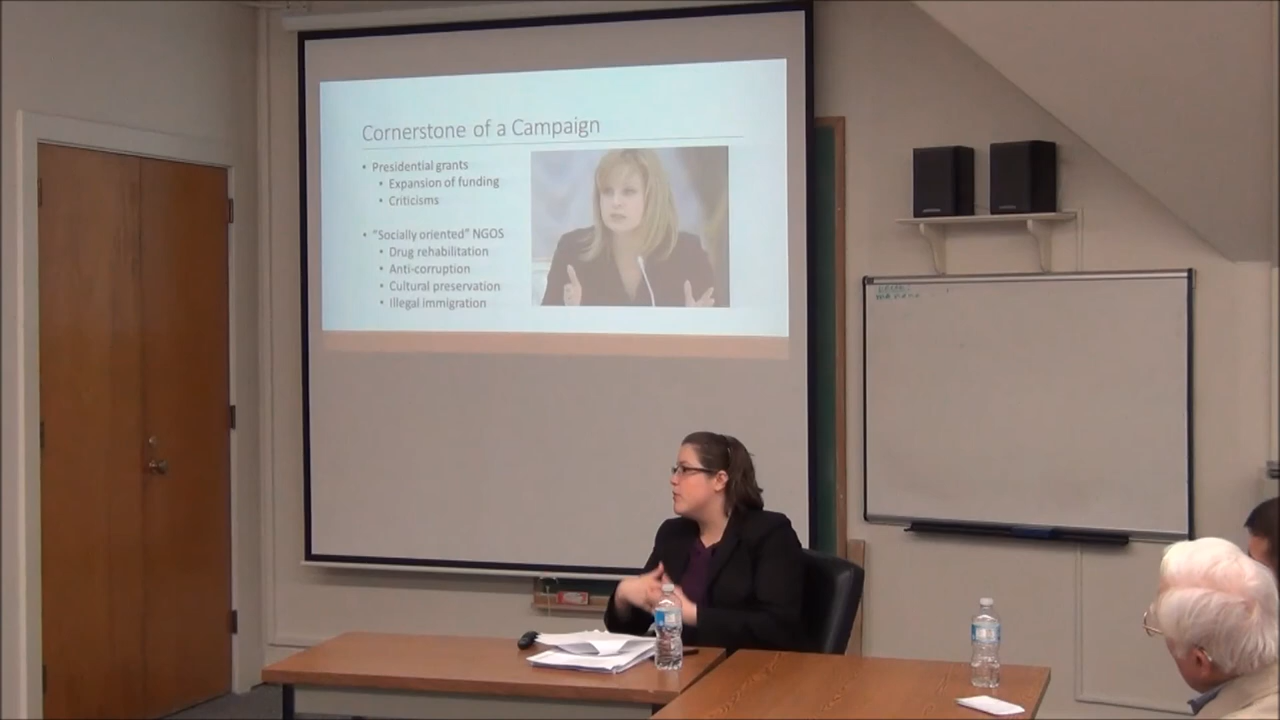 Cornerstone of a Campaign
• Presidential grants
• Expansion of funding
• Criticisms
• “Socially oriented” NGOS
• Drug rehabilitation
• Anti-corruption
• Cultural preservation
• Illegal immigration